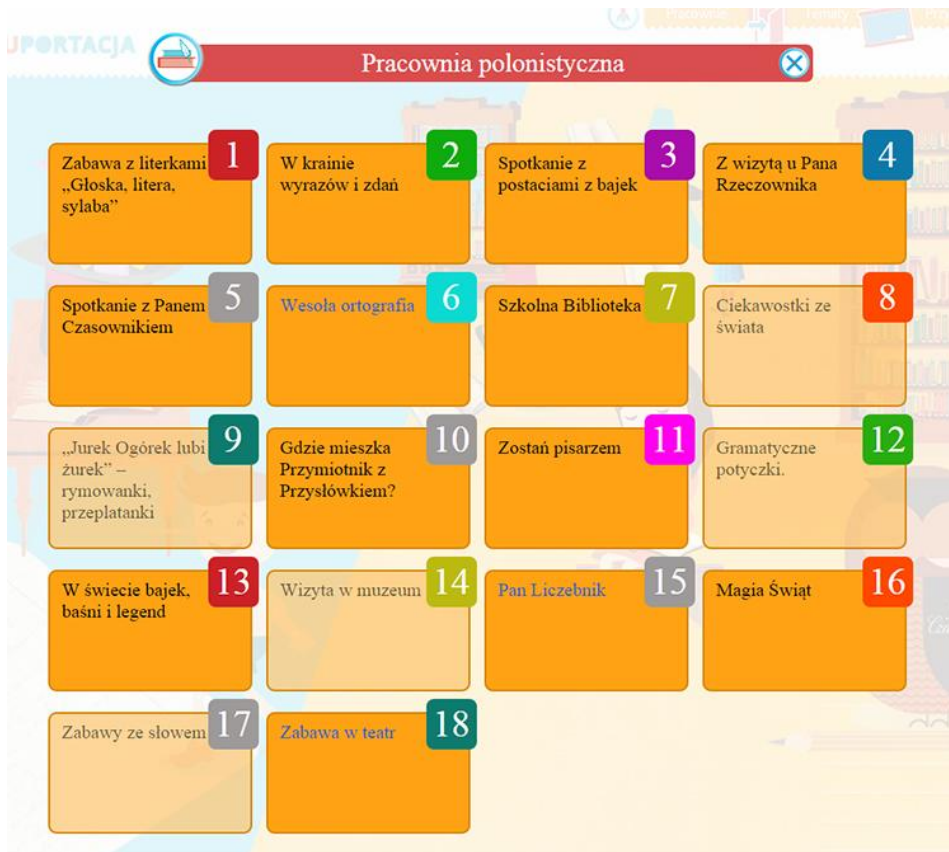 Pracownie
Tematy
UPORTACJA
Pracownia polonistyczna
1
Zabawa z literkami
„Głoska, litera,
sylaba”
2
W krainie
wyrazów i zdań
3
Spotkanie z
postaciami z bajek
4
Z wizytą u Pana
Rzeczownika
5
Spotkanie z Panem
Czasownikiem
6
Wesoła ortografia
7
Szkolna Biblioteka
8
Ciekawostki ze
świata
9
„Jurek Ogórek lubi
żurek” –
rymowanki,
przeplatanki
10
Gdzie mieszka
Przymiotnik z
Przysłówkiem?
11
Zostań pisarzem
12
Gramatyczne
potyczki.
13
W świecie bajek,
baśni i legend
14
Wizyta w muzeum
15
Pan Liczebnik
16
Magia Świąt
17
Zabawy ze słowem
18
Zabawa w teatr